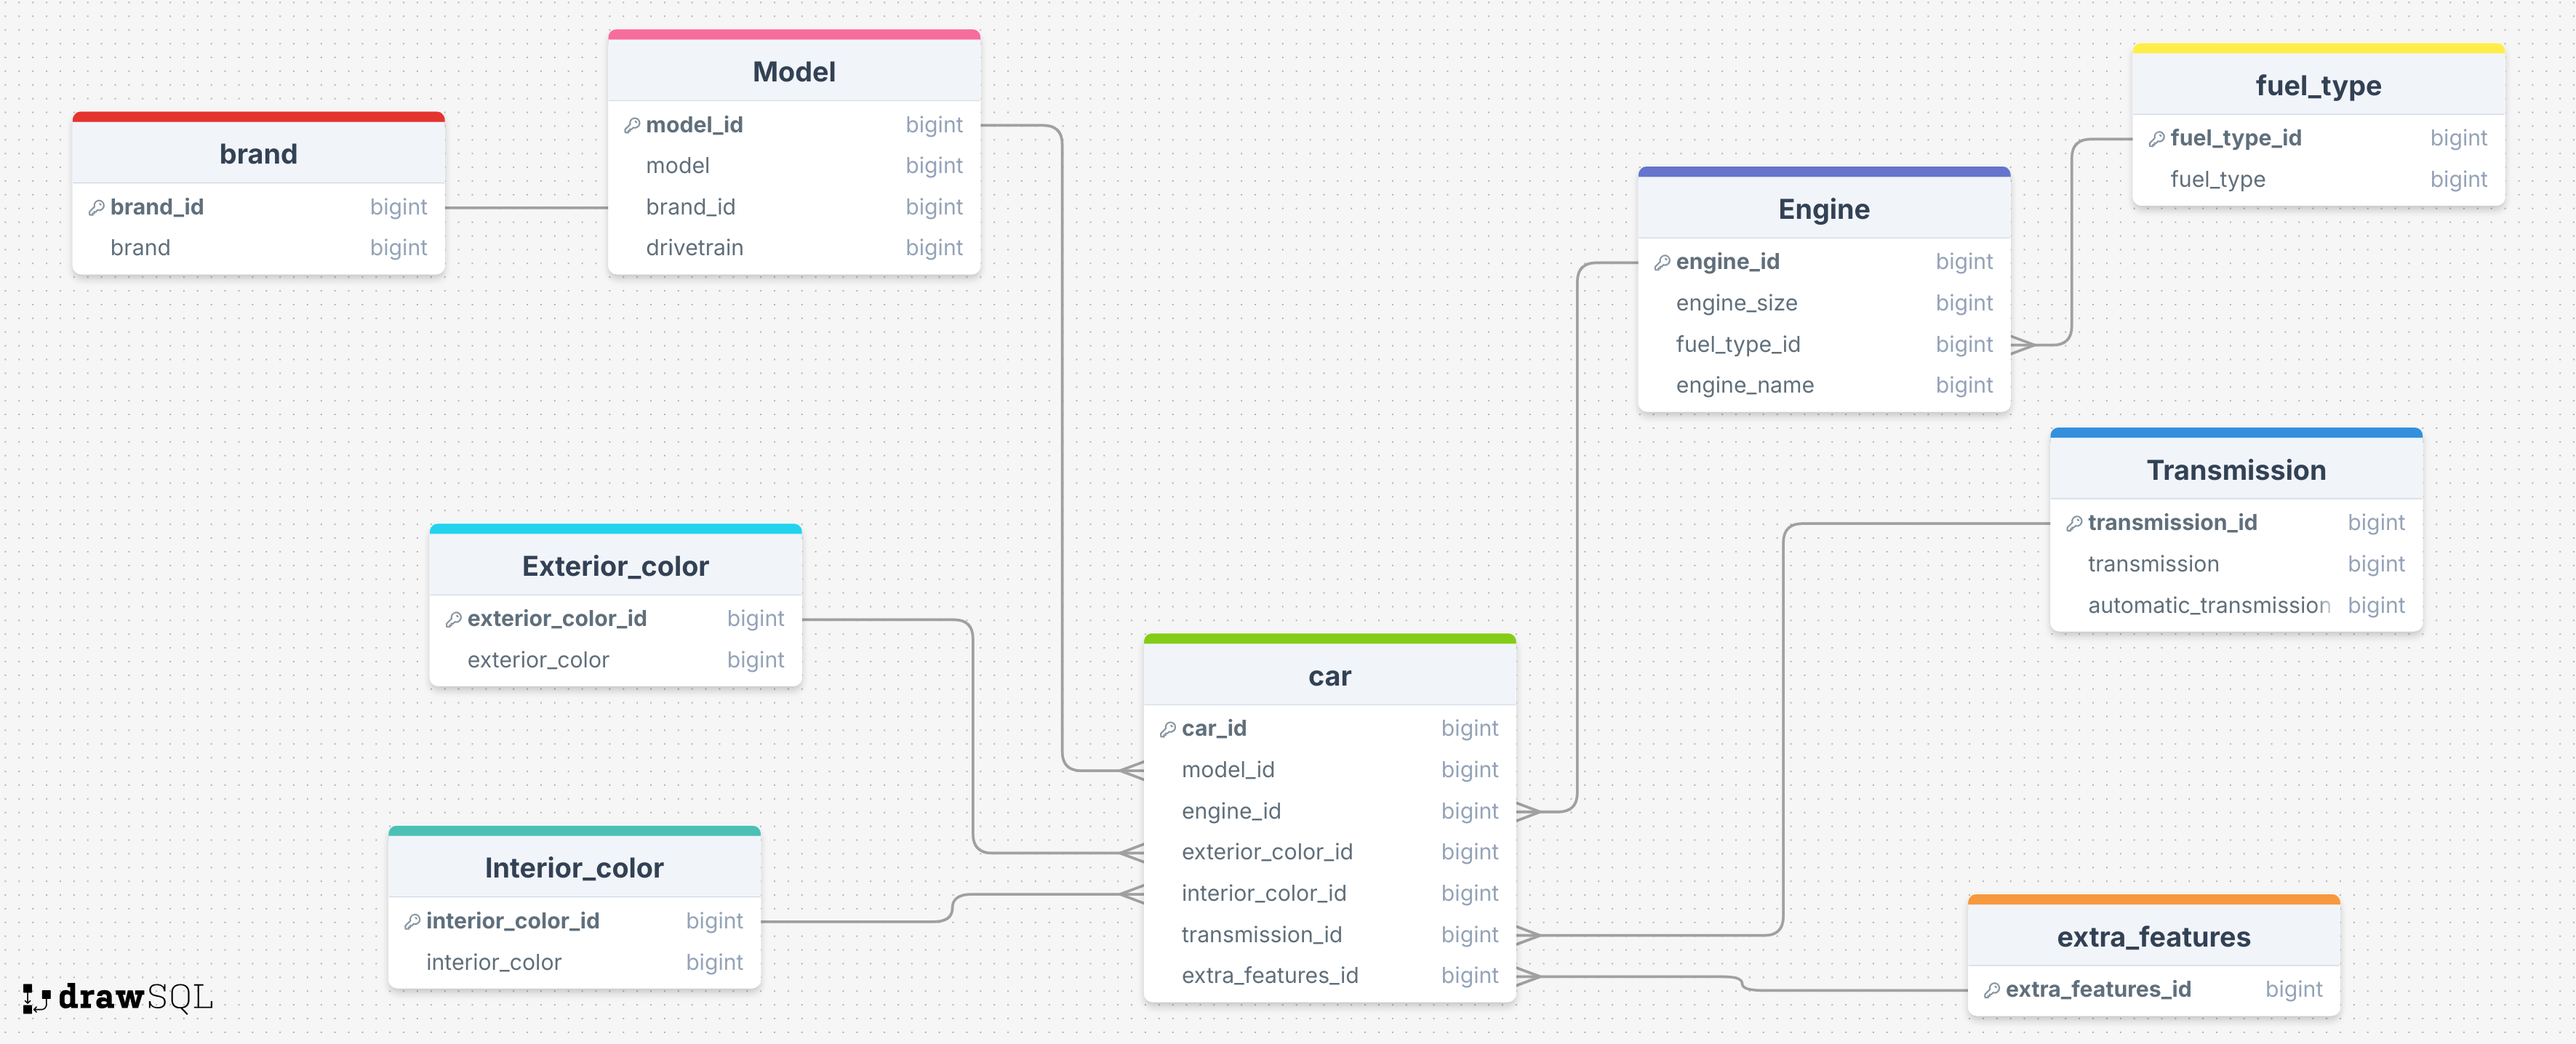 brand
brand_id bigint
brand bigint
Model
model_id bigint
model bigint
brand_id bigint
drivetrain bigint
fuel_type
fuel_type_id bigint
fuel_type bigint
Engine
engine_id bigint
engine_size bigint
fuel_type_id bigint
engine_name bigint
Transmission
transmission_id bigint
transmission bigint
automatic_transmission bigint
Exterior_color
exterior_color_id bigint
exterior_color bigint
car
car_id bigint
model_id bigint
engine_id bigint
exterior_color_id bigint
interior_color_id bigint
transmission_id bigint
extra_features_id bigint
Interior_color
interior_color_id bigint
interior_color bigint
extra_features
extra_features_id bigint
drawSQL